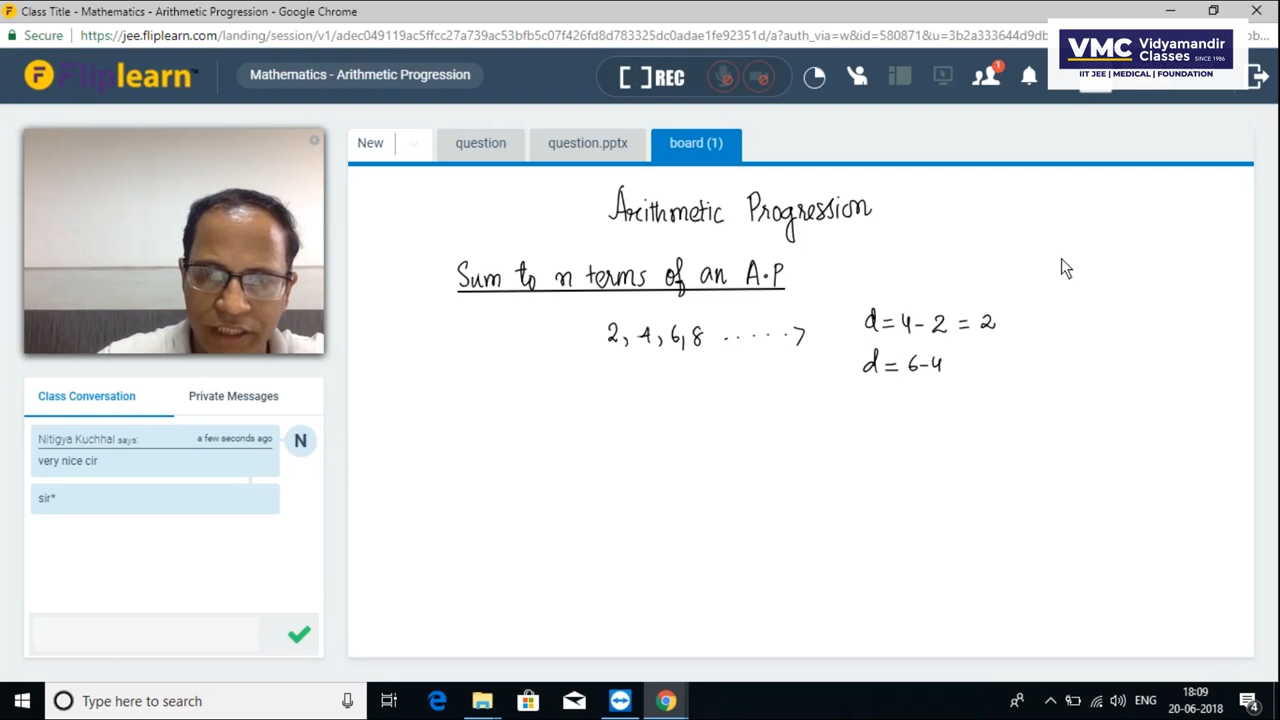 Class Title - Mathematics - Arithmetic Progression - Google Chrome
Secure | https://jee.fliplearn.com/landing/session/v1/adec049119ac5ffcc27a739ac53bfb5c07f426fd8d783325dc0adae1fe92351d/a?auth_via=w&id=580871&u=3b2a333644d9db
Fliplearn
Mathematics - Arithmetic Progression
[ ] REC
1
VMC Vidyamandir Classes SINCE 1986
IIT JEE | MEDICAL | FOUNDATION
New question question.pptx board (1)
Arithmetic Progression
Sum to n terms of an A.P
2, 4, 6, 8 ......> d = 4 - 2 = 2
d = 6 - 4
Class Conversation Private Messages
Nitigya Kuchhal says: a few seconds ago N
very nice cir
sir*
Type here to search
ENG
18:09
20-06-2018
4